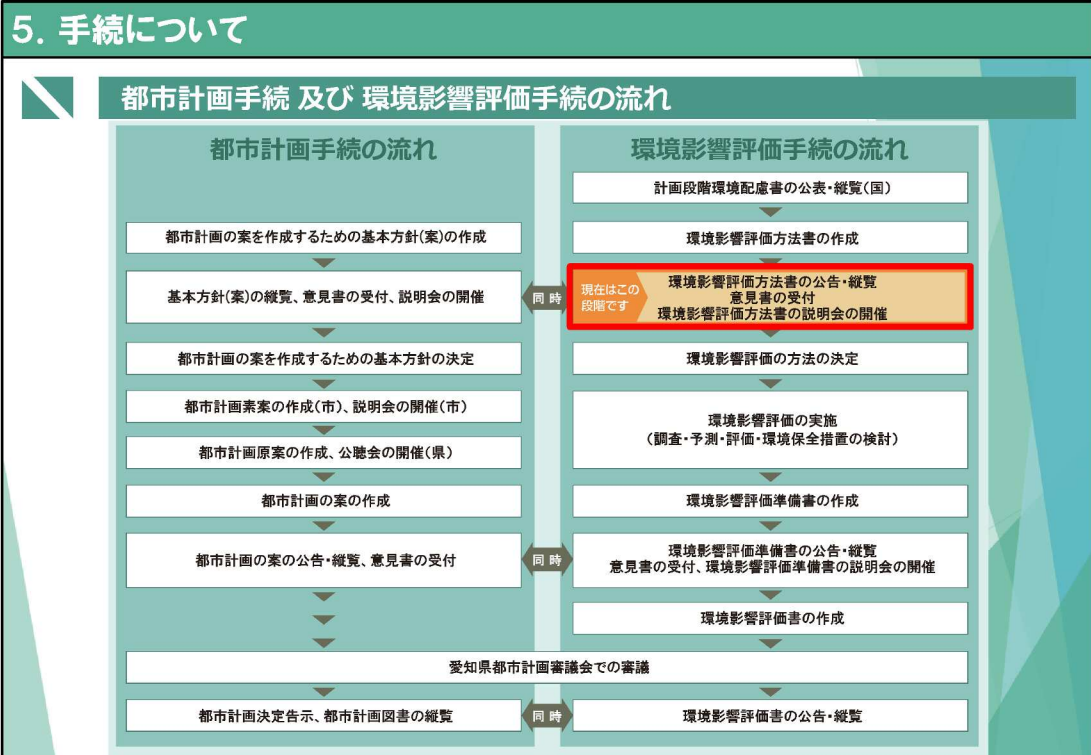 5. 手続について
都市計画手続 及び 環境影響評価手続の流れ
都市計画手続の流れ
都市計画の案を作成するための基本方針(案)の作成
基本方針(案)の縦覧、意見書の受付、説明会の開催
都市計画の案を作成するための基本方針の決定
都市計画素案の作成(市)、説明会の開催(市)
都市計画原案の作成、公聴会の開催(県)
都市計画の案の作成
都市計画の案の公告・縦覧、意見書の受付
同時
同時
環境影響評価手続の流れ
計画段階環境配慮書の公表・縦覧(国)
環境影響評価方法書の作成
現在はこの
段階です
環境影響評価方法書の公告・縦覧
意見書の受付
環境影響評価方法書の説明会の開催
環境影響評価の方法の決定
環境影響評価の実施
(調査・予測・評価・環境保全措置の検討)
環境影響評価準備書の作成
環境影響評価準備書の公告・縦覧
意見書の受付、環境影響評価準備書の説明会の開催
環境影響評価書の作成
愛知県都市計画審議会での審議
都市計画決定告示、都市計画図書の縦覧
同時
環境影響評価書の公告・縦覧